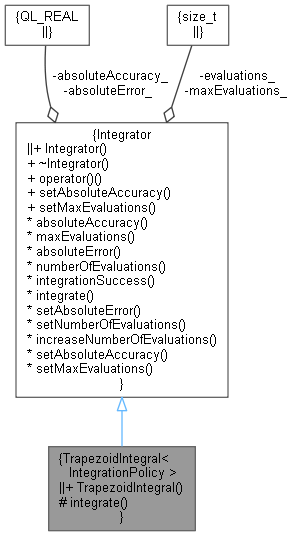 {QL_REAL
||}
{size_t
||}
-absoluteAccuracy_
-absoluteError_
-evaluations_
-maxEvaluations_
{Integrator
||+ Integrator()
+ ~Integrator()
+ operator()()
+ setAbsoluteAccuracy()
+ setMaxEvaluations()
* absoluteAccuracy()
* maxEvaluations()
* absoluteError()
* numberOfEvaluations()
* integrationSuccess()
* integrate()
* setAbsoluteError()
* setNumberOfEvaluations()
* increaseNumberOfEvaluations()
* setAbsoluteAccuracy()
* setMaxEvaluations()
}
{TrapezoidIntegral<
IntegrationPolicy >
||+ TrapezoidIntegral()
# integrate()
}